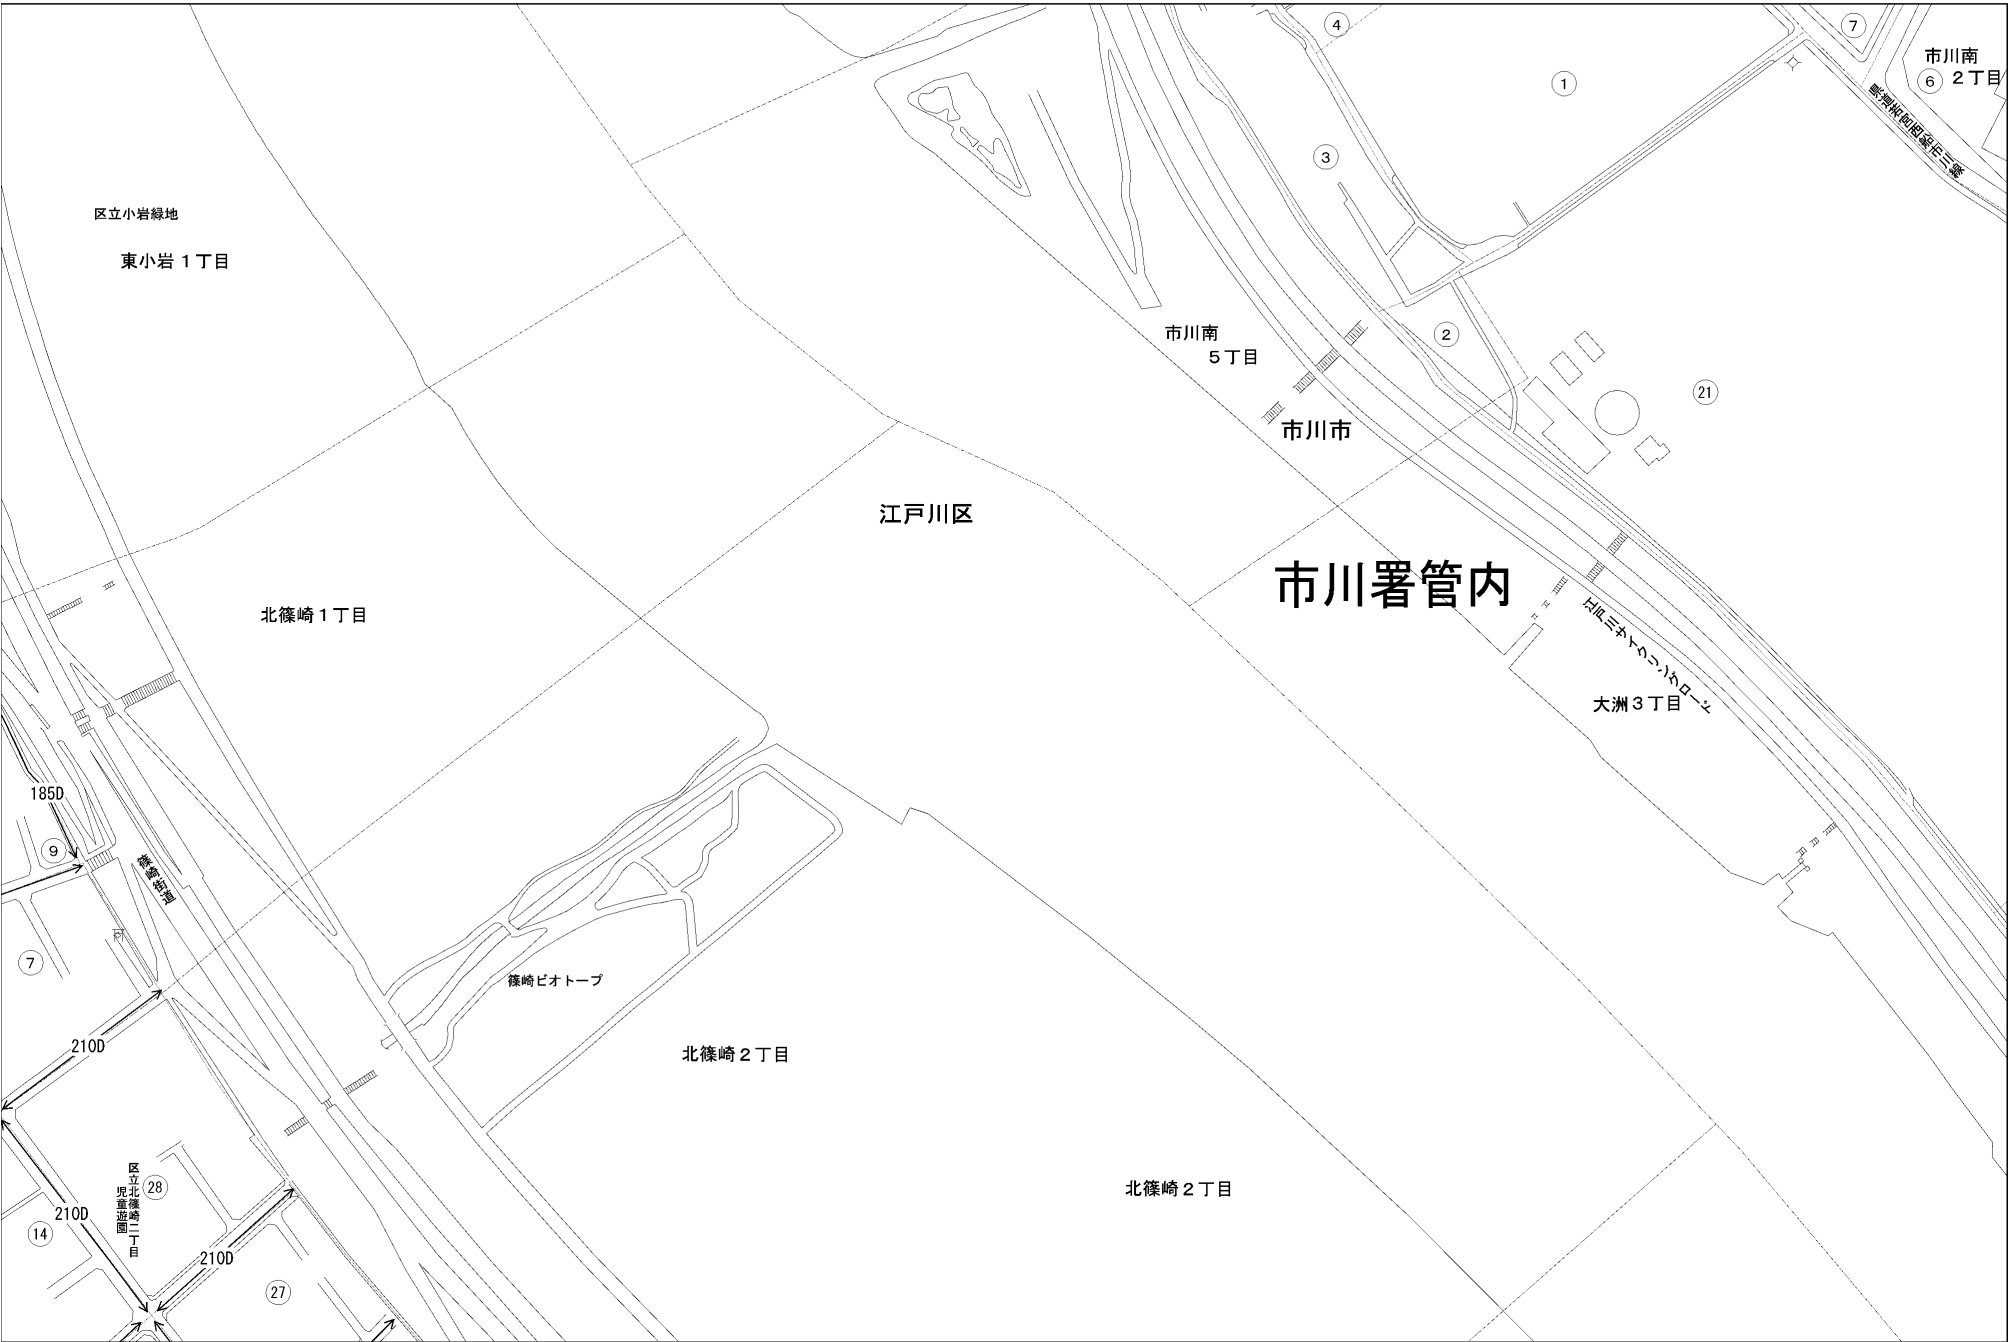 4
7
市川南
6 2丁目
1
県道若宮西船市川線
3
区立小岩緑地
東小岩1丁目
市川南
5丁目
2
21
市川市
江戸川区
市川署管内
北篠崎1丁目
江戸川サイクリングロード
大洲3丁目
185D
9
篠崎街道
7
篠崎ビオトープ
210D
北篠崎2丁目
北篠崎2丁目
区立北篠崎二丁目
児童遊園
28
210D
14
210D
27